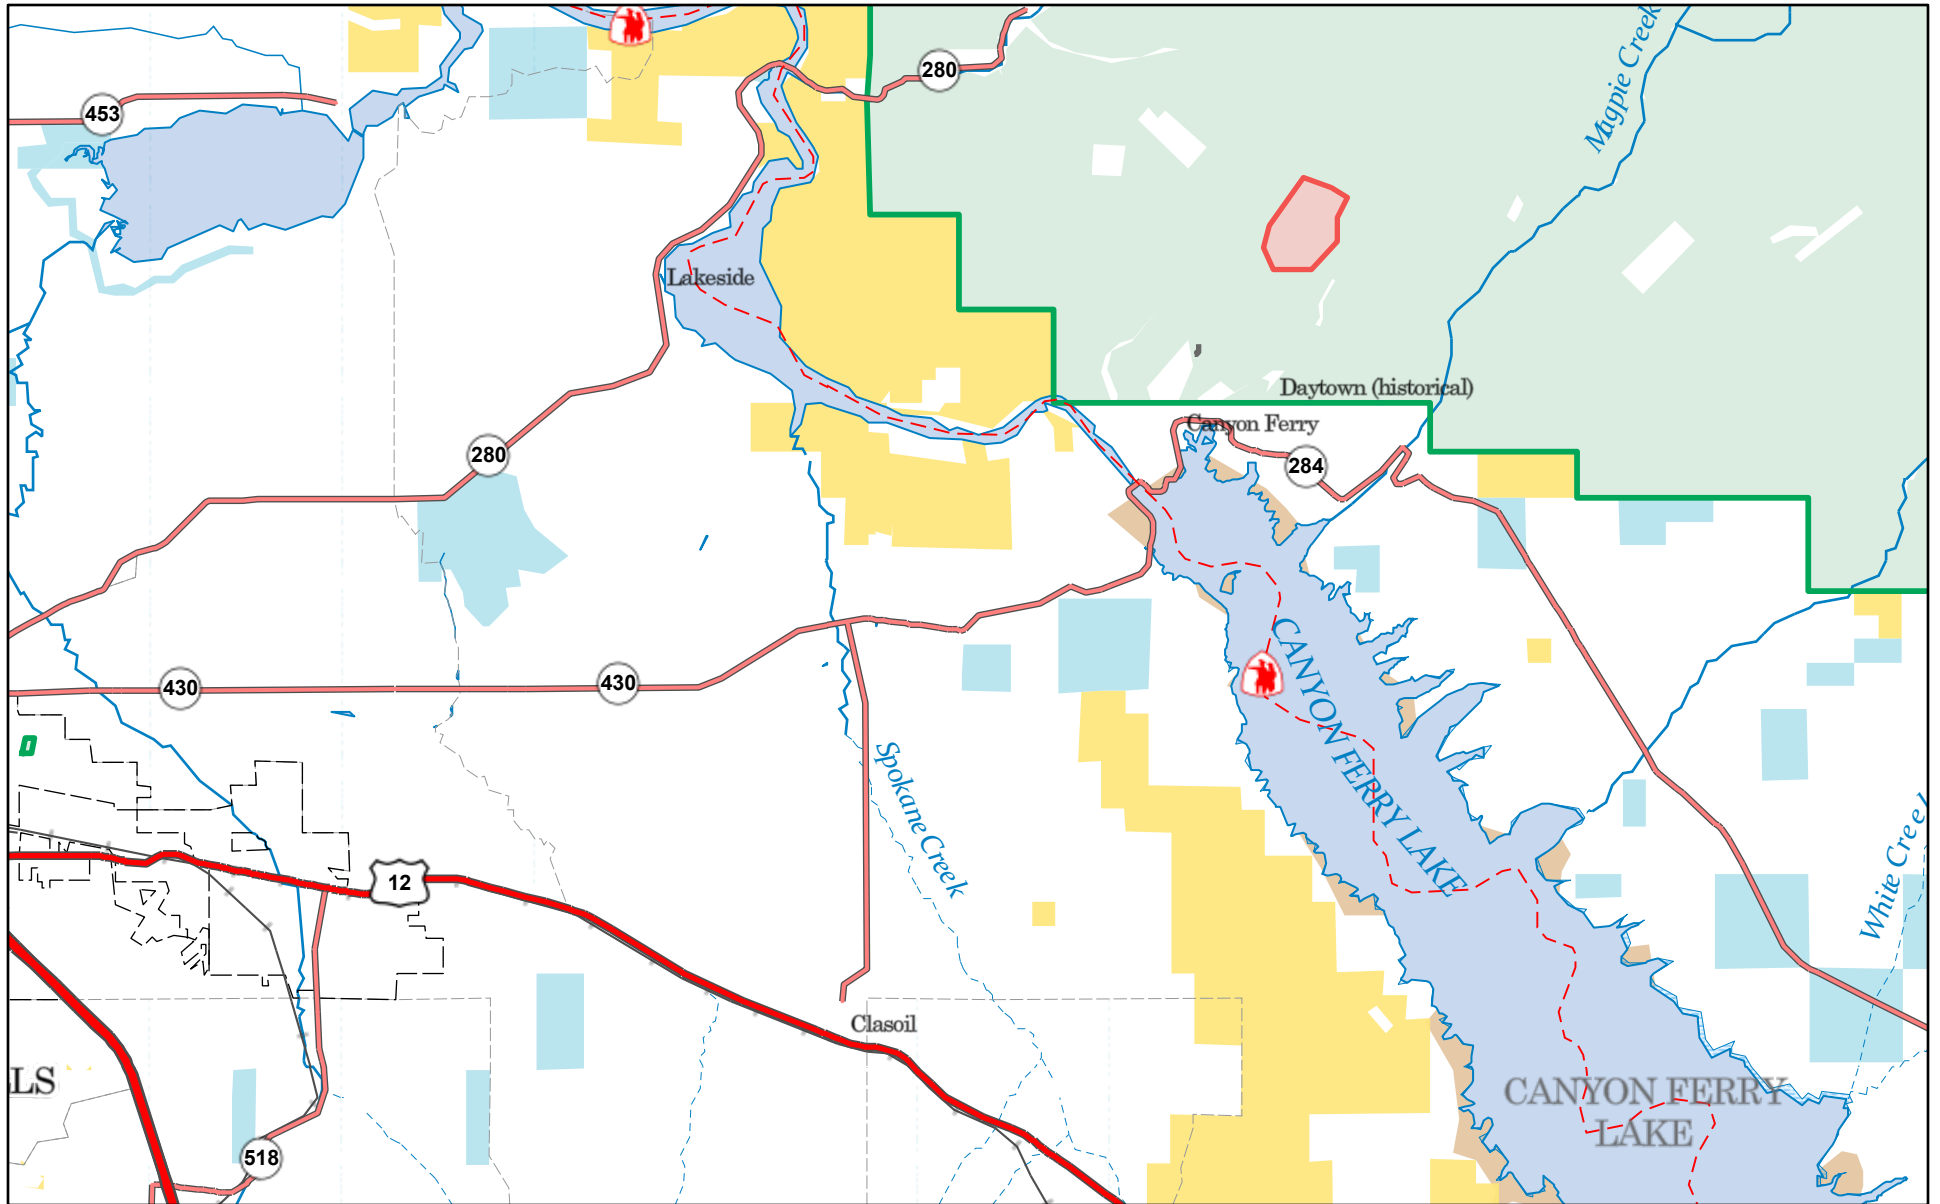 280
Magpie Creek
453
Lakeside
Daytown (historical)
Canyon Ferry
280
284
CANYON FERRY LAKE
430
430
Spokane Creek
12
White Cree
Clasoil
LS
CANYON FERRY
LAKE
518